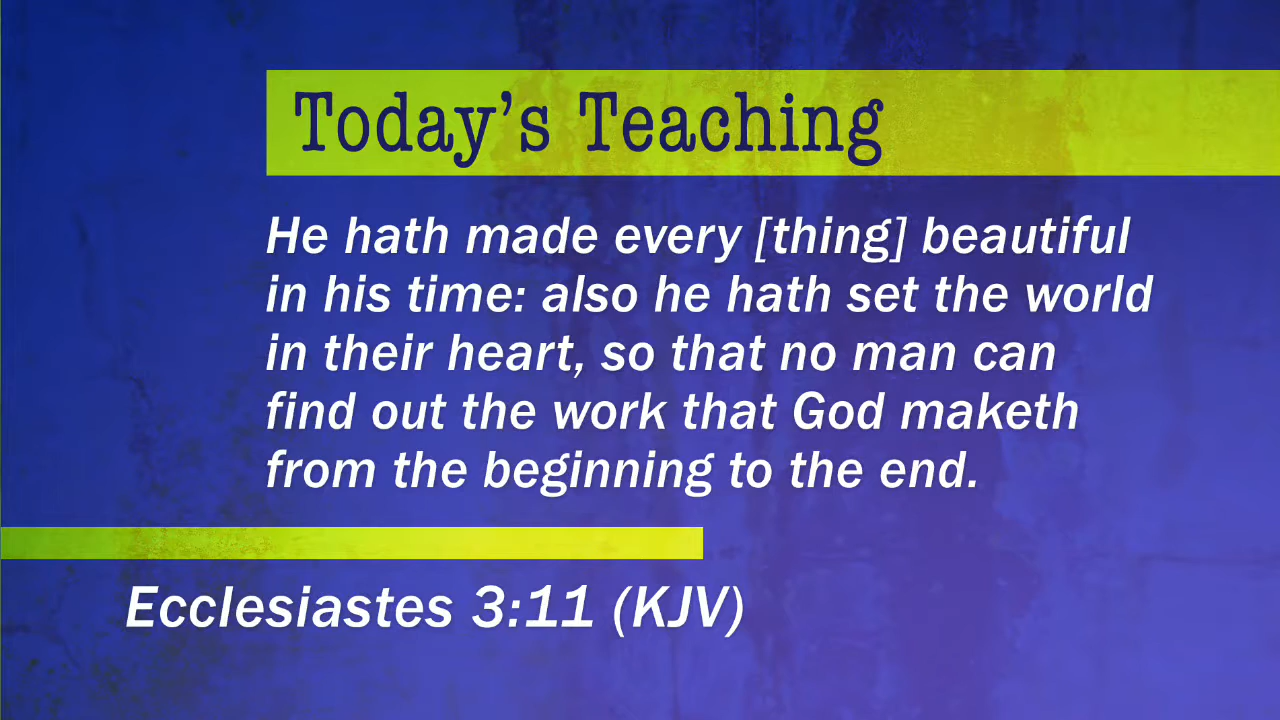 Today’s Teaching
He hath made every [thing] beautiful
in his time: also he hath set the world
in their heart, so that no man can
find out the work that God maketh
from the beginning to the end.
Ecclesiastes 3:11 (KJV)